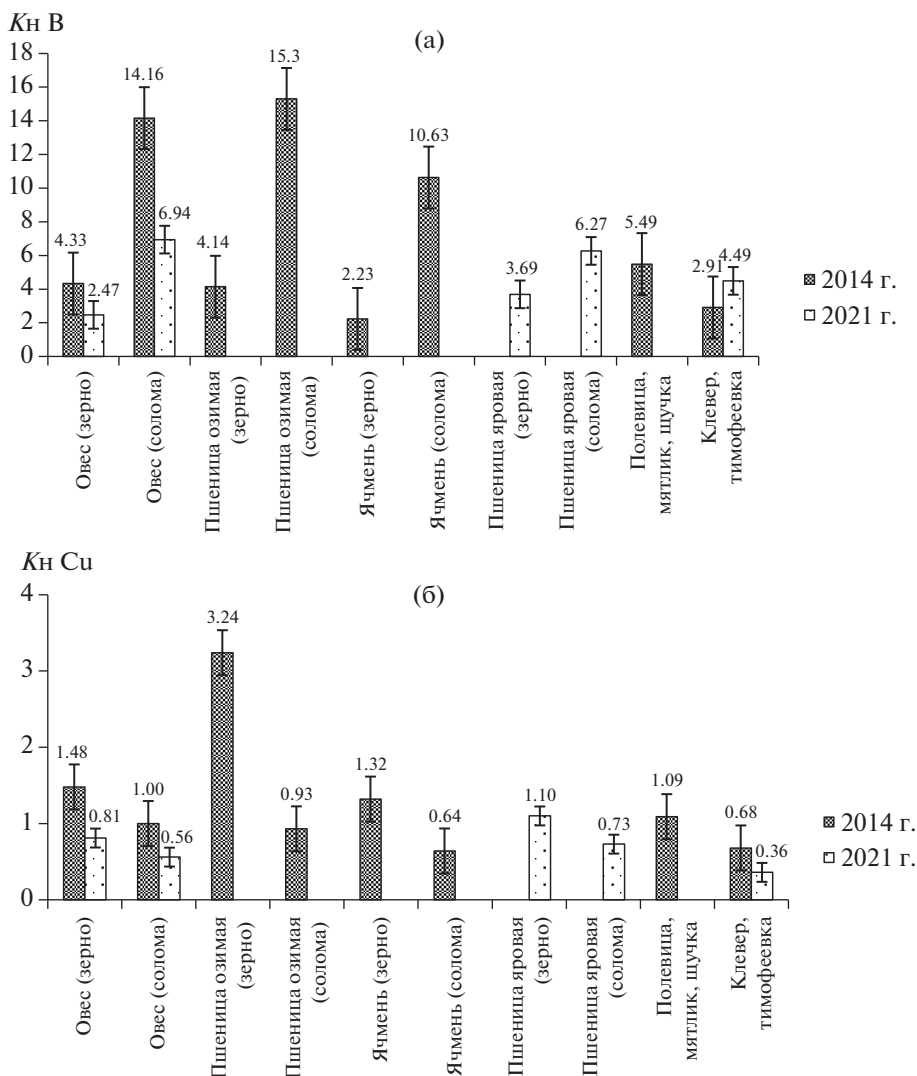 Kн B
(а)
18
16
14
12
10
8
6
4
2
0
4.33
2.47
14.16
6.94
4.14
15.3
2.23
10.63
3.69
6.27
5.49
2.91
4.49
2014 г.
2021 г.
Овес (зерно)
Овес (солома)
Пшеница озимая
(зерно)
Пшеница озимая
(солома)
Ячмень (зерно)
Ячмень (солома)
Пшеница яровая
(зерно)
Пшеница яровая
(солома)
Полевица,
мятлик, щучка
Клевер,
тимофеевка
Kн Cu
(б)
4
3
2
1
0
1.48
0.81
1.00
0.56
3.24
0.93
1.32
0.64
1.10
0.73
1.09
0.68
0.36
2014 г.
2021 г.
Овес (зерно)
Овес (солома)
Пшеница озимая
(зерно)
Пшеница озимая
(солома)
Ячмень (зерно)
Ячмень (солома)
Пшеница яровая
(зерно)
Пшеница яровая
(солома)
Полевица,
мятлик, щучка
Клевер,
тимофеевка